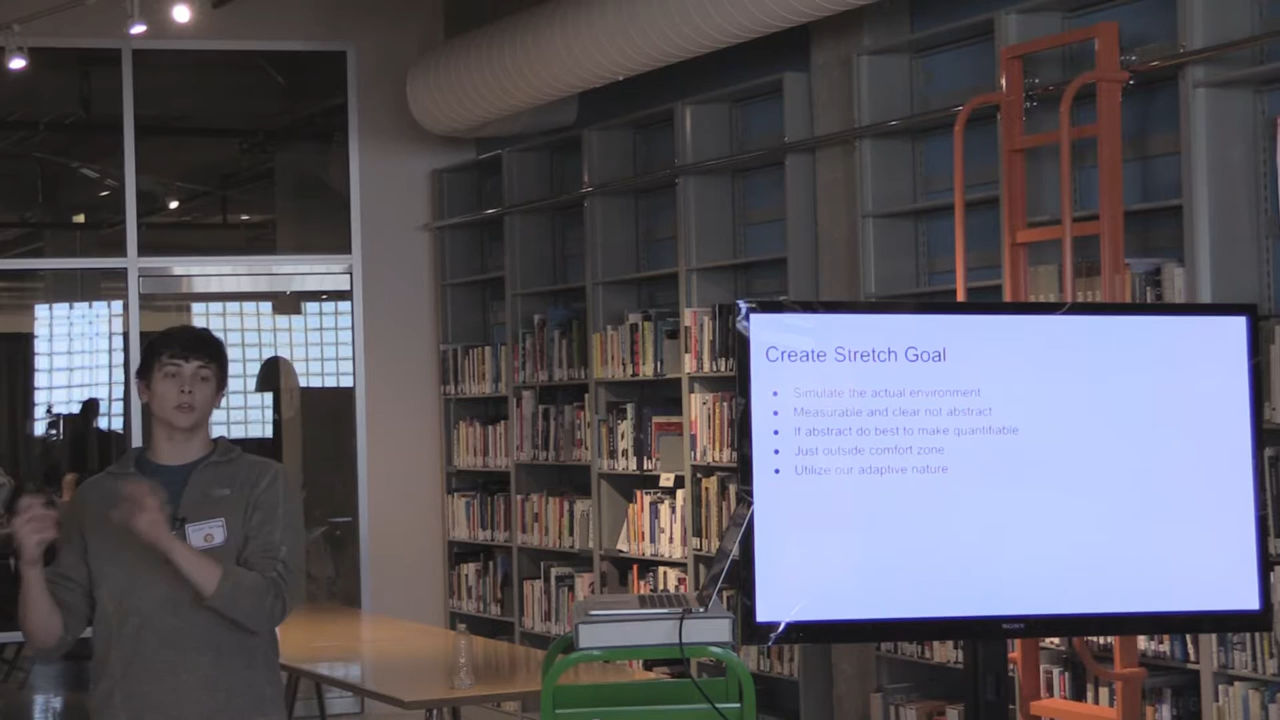 Create Stretch Goal
• Simulate the actual environment
• Measurable and clear not abstract
• If abstract do best to make quantifiable
• Just outside comfort zone
• Utilize our adaptive nature
SONY